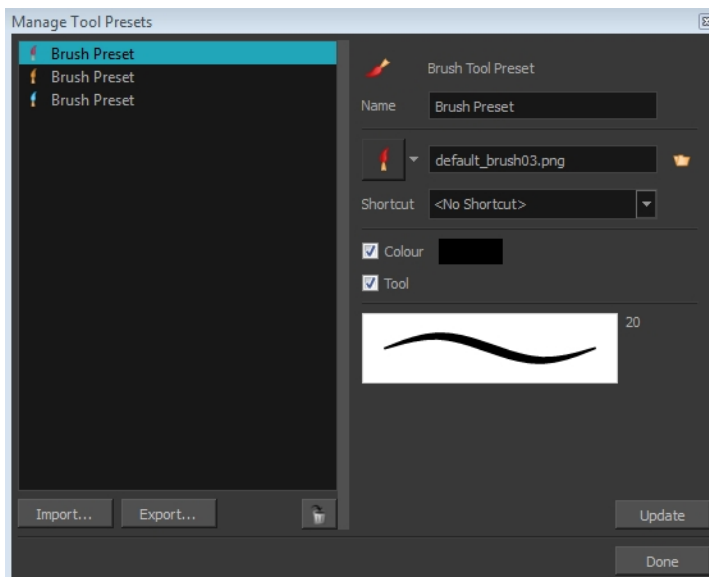 Manage Tool Presets
Brush Preset
Brush Preset
Brush Preset
Import...
Export...
Brush Tool Preset
Name
Brush Preset
default_brush03.png
Shortcut
<No Shortcut>
Colour
Tool
20
Update
Done